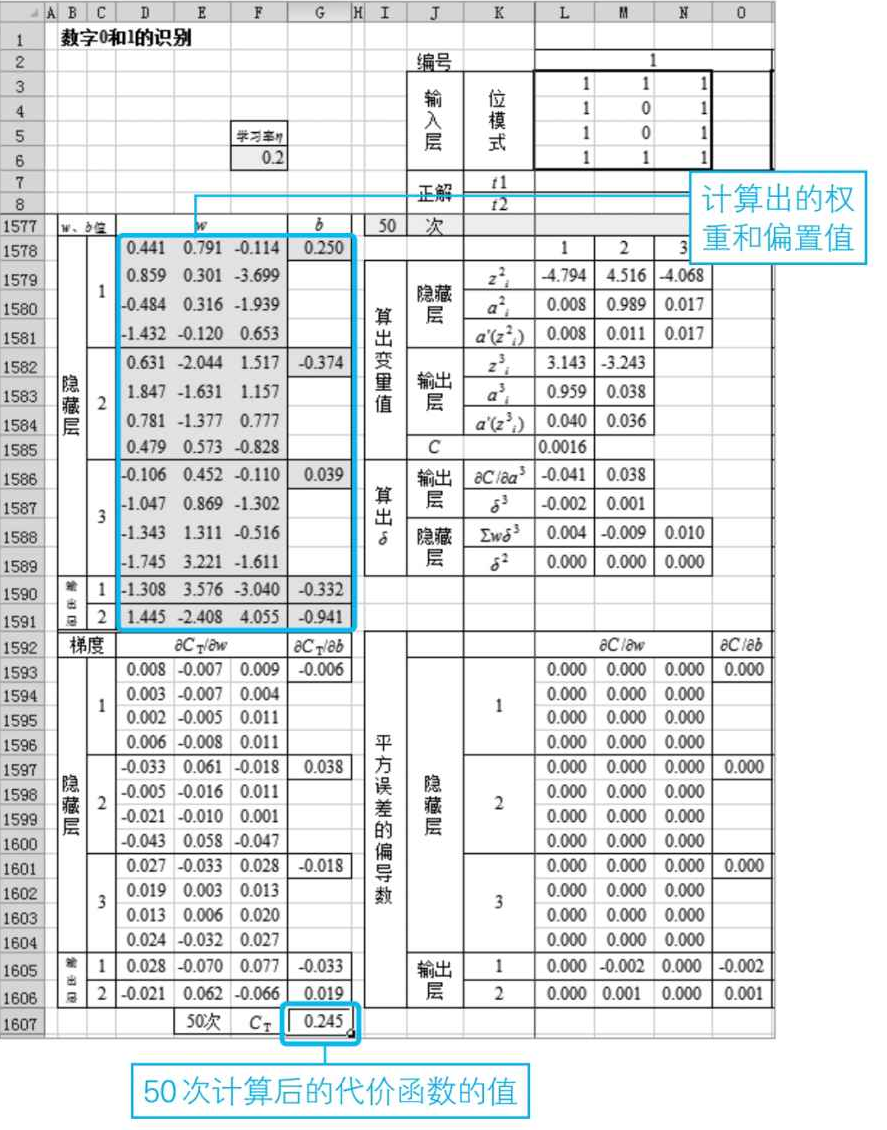 A B C D E F G H I J K L M N O
1 数字0和1的识别
2 编号 1
3 输入层 位模式 1 1 1
4 1 0 1
5 学习率η 1 0 1
6 0.2 1 1 1
7 正解 t1
8 t2
计算出的权重和偏置值
1577 w、b值 w b 50 次
1578 隐藏层 1 0.441 0.791 -0.114 0.250 1 2 3
1579 0.859 0.301 -3.699 算出变量值 隐藏层 z²ᵢ -4.794 4.516 -4.068
1580 -0.484 0.316 -1.939 a²ᵢ 0.008 0.989 0.017
1581 -1.432 -0.120 0.653 a'(z²ᵢ) 0.008 0.011 0.017
1582 2 0.631 -2.044 1.517 -0.374 输出层 z³ᵢ 3.143 -3.243
1583 1.847 -1.631 1.157 a³ᵢ 0.959 0.038
1584 0.781 -1.377 0.777 a'(z³ᵢ) 0.040 0.036
1585 0.479 0.573 -0.828 C 0.0016
1586 3 -0.106 0.452 -0.110 0.039 算出δ 输出层 ∂C/∂a³ -0.041 0.038
1587 -1.047 0.869 -1.302 δ³ -0.002 0.001
1588 -1.343 1.311 -0.516 隐藏层 Σwδ³ 0.004 -0.009 0.010
1589 -1.745 3.221 -1.611 δ² 0.000 0.000 0.000
1590 输出层 1 -1.308 3.576 -3.040 -0.332
1591 2 1.445 -2.408 4.055 -0.941
1592 梯度 ∂C_T/∂w ∂C_T/∂b ∂C/∂w ∂C/∂b
1593 隐藏层 1 0.008 -0.007 0.009 -0.006 平方误差的偏导数 隐藏层 1 0.000 0.000 0.000 0.000
1594 0.003 -0.007 0.004 0.000 0.000 0.000
1595 0.002 -0.005 0.011 0.000 0.000 0.000
1596 0.006 -0.008 0.011 0.000 0.000 0.000
1597 2 -0.033 0.061 -0.018 0.038 2 0.000 0.000 0.000 0.000
1598 -0.005 -0.016 0.011 0.000 0.000 0.000
1599 -0.021 -0.010 0.001 0.000 0.000 0.000
1600 -0.043 0.058 -0.047 0.000 0.000 0.000
1601 3 0.027 -0.033 0.028 -0.018 3 0.000 0.000 0.000 0.000
1602 0.019 0.003 0.013 0.000 0.000 0.000
1603 0.013 0.006 0.020 0.000 0.000 0.000
1604 0.024 -0.032 0.027 0.000 0.000 0.000
1605 输出层 1 0.028 -0.070 0.077 -0.033 输出层 1 0.000 -0.002 0.000 -0.002
1606 2 -0.021 0.062 -0.066 0.019 2 0.000 0.001 0.000 0.001
1607 50次 C_T 0.245
50次计算后的代价函数的值